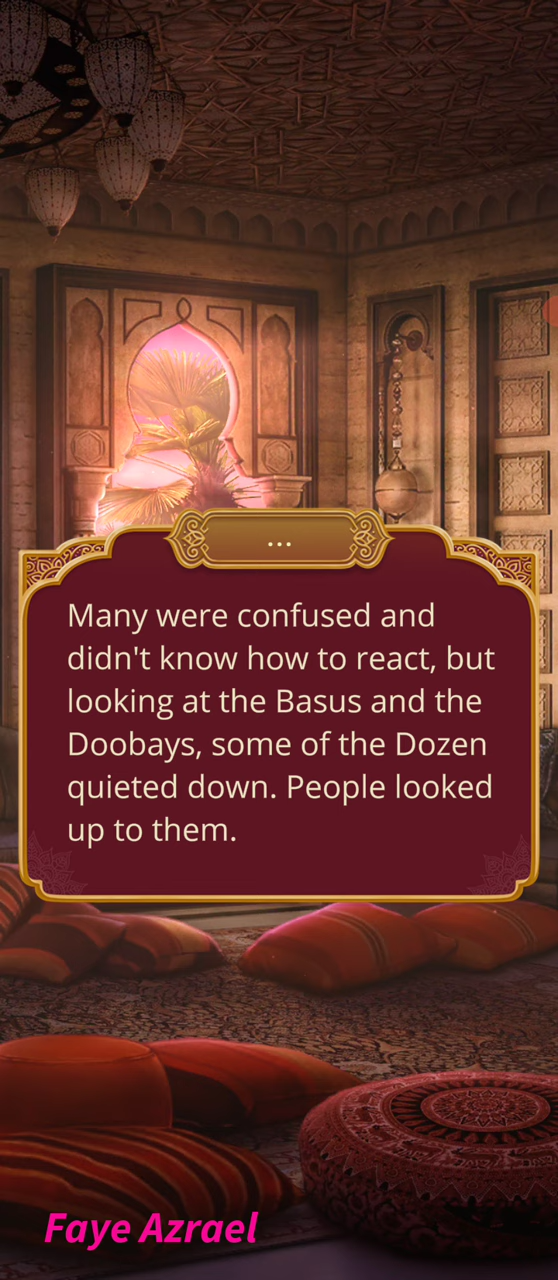 ...
Many were confused and
didn't know how to react, but
looking at the Basus and the
Doobays, some of the Dozen
quieted down. People looked
up to them.
Faye Azrael